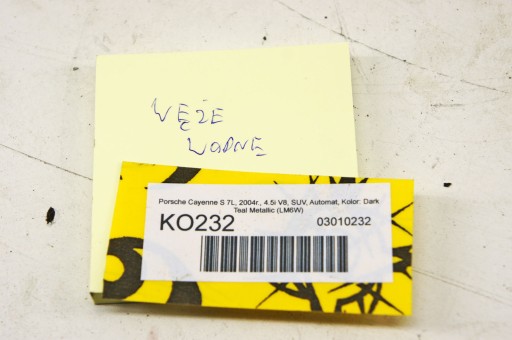 WĘŻE
WODNE
Porsche Cayenne S 7L, 2004r., 4.5i V8, SUV, Automat, Kolor: Dark
Teal Metallic (LM6W)
KO232
03010232